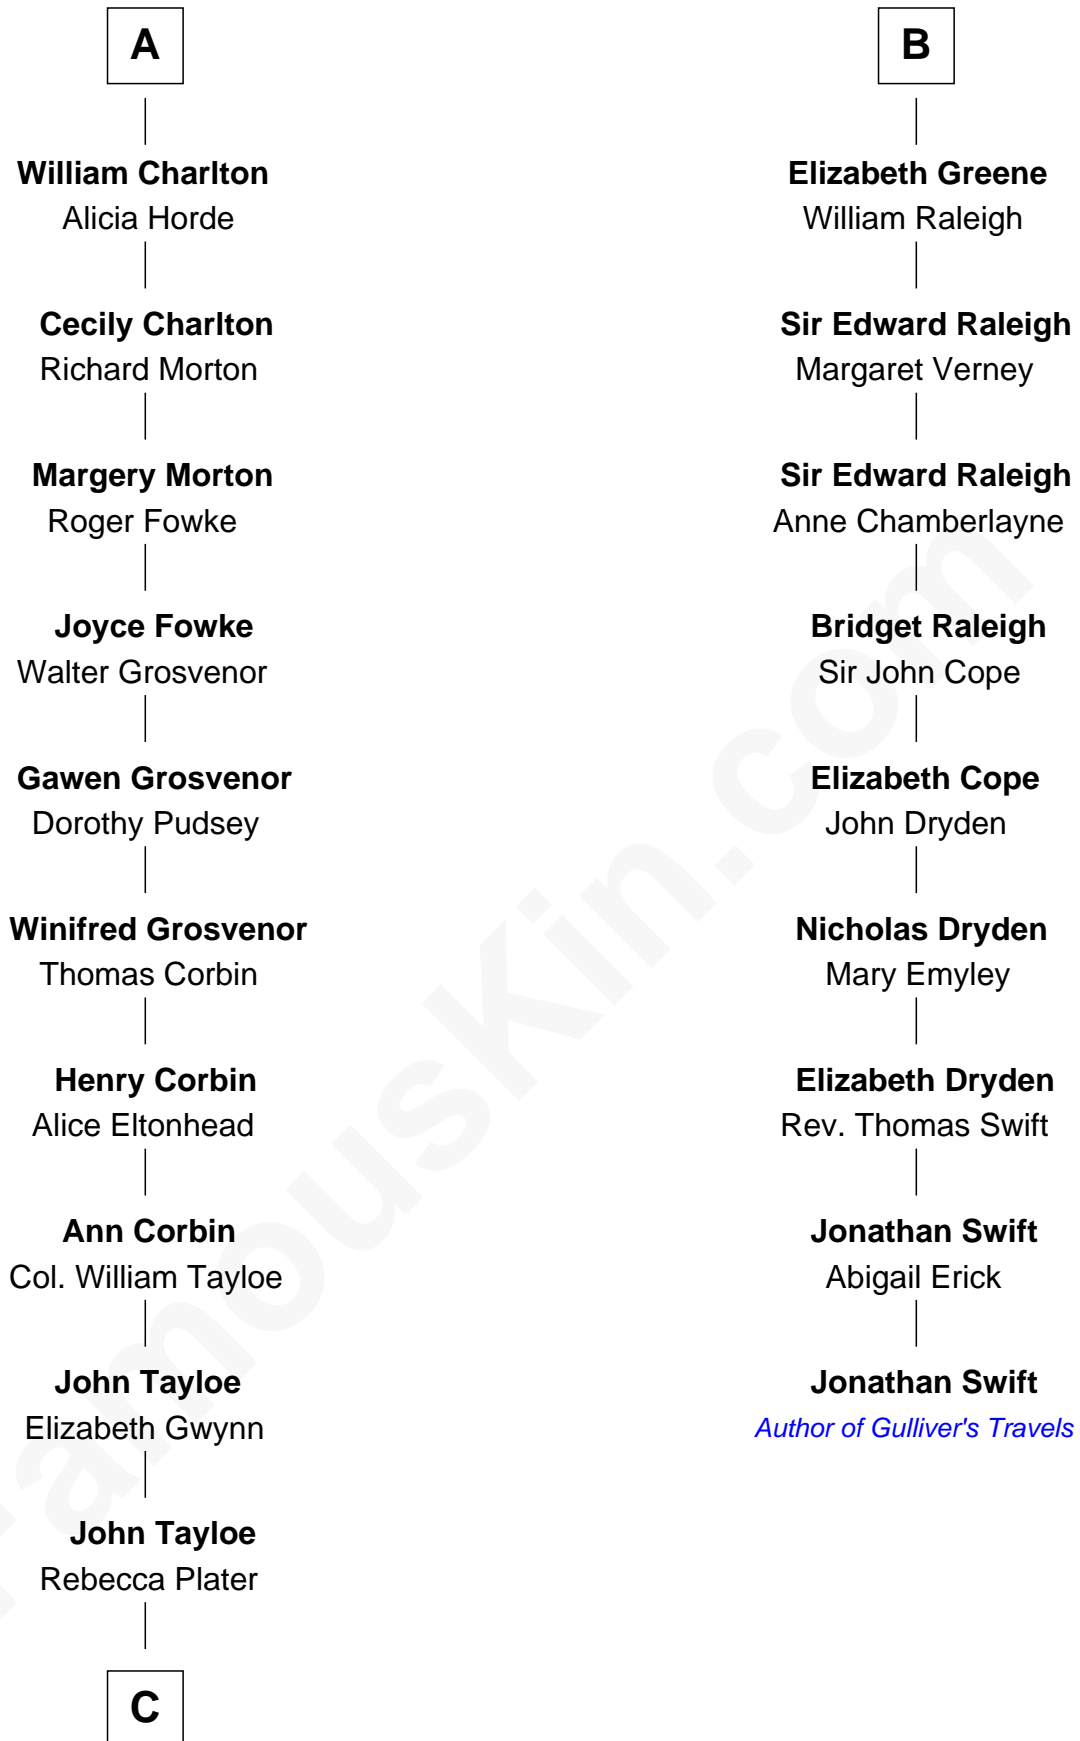 A
William Charlton
Alicia Horde
Cecily Charlton
Richard Morton
Margery Morton
Roger Fowke
Joyce Fowke
Walter Grosvenor
Gawen Grosvenor
Dorothy Pudsey
Winifred Grosvenor
Thomas Corbin
Henry Corbin
Alice Eltonhead
Ann Corbin
Col. William Tayloe
John Tayloe
Elizabeth Gwynn
John Tayloe
Rebecca Plater
C
B
Elizabeth Greene
William Raleigh
Sir Edward Raleigh
Margaret Verney
Sir Edward Raleigh
Anne Chamberlayne
Bridget Raleigh
Sir John Cope
Elizabeth Cope
John Dryden
Nicholas Dryden
Mary Emyley
Elizabeth Dryden
Rev. Thomas Swift
Jonathan Swift
Abigail Erick
Jonathan Swift
Author of Gulliver's Travels
FamousKin.com